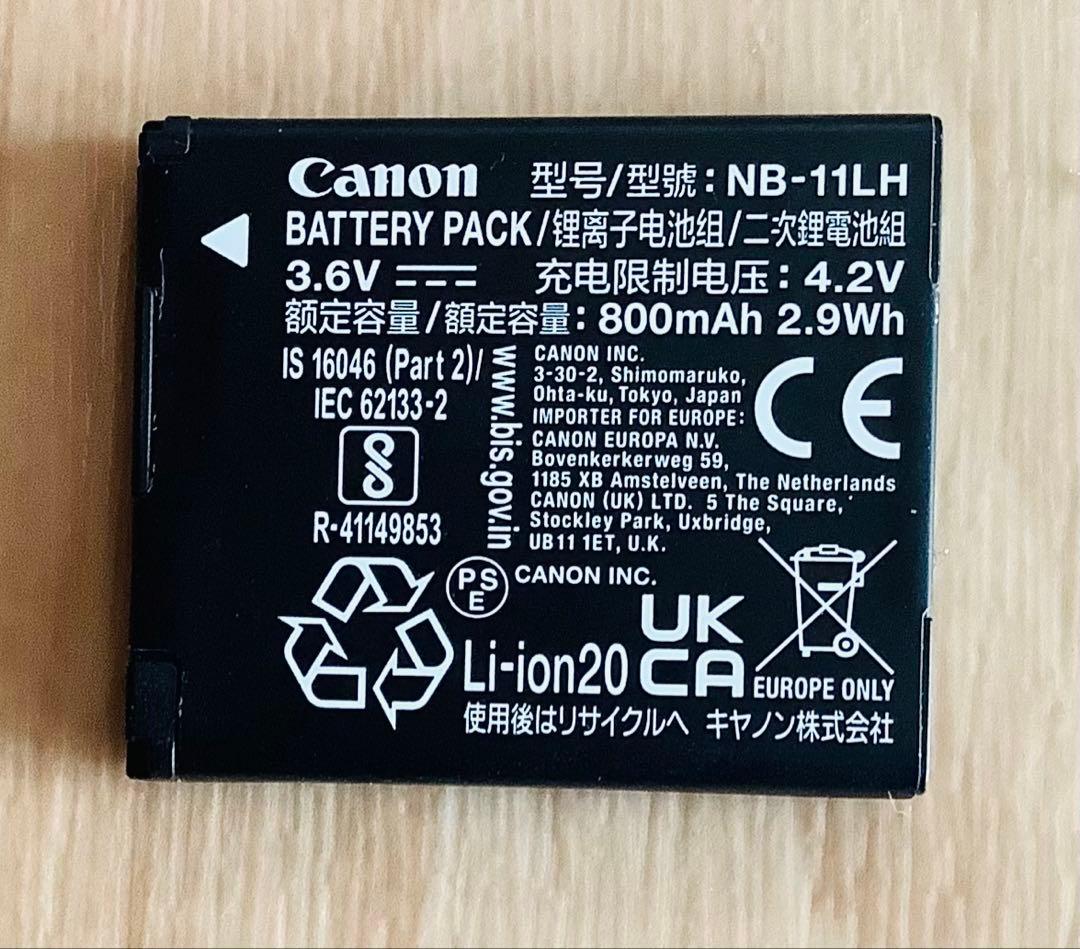 Canon 型号/型號:NB-11LH
BATTERY PACK/锂离子电池组/二次鋰電池組
3.6V 充电限制电压:4.2V
额定容量/額定容量:800mAh 2.9Wh
IS 16046 (Part 2)/
IEC 62133-2
R-41149853
www.bis.gov.in
CANON INC.
3-30-2, Shimomaruko,
Ohta-ku, Tokyo, Japan
IMPORTER FOR EUROPE:
CANON EUROPA N.V.
Bovenkerkerweg 59,
1185 XB Amstelveen, The Netherlands
CANON (UK) LTD. 5 The Square,
Stockley Park, Uxbridge,
UB11 1ET, U.K.
CE
PS
E
CANON INC.
Li-ion20
UK
CA
EUROPE ONLY
使用後はリサイクルへ キヤノン株式会社